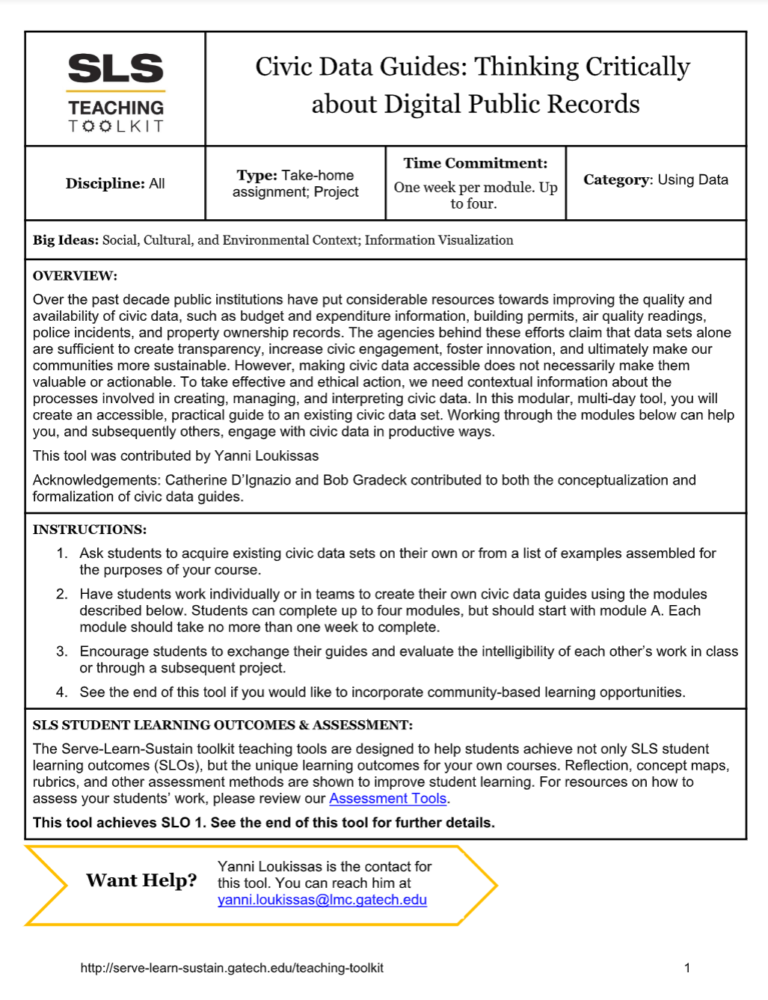 SLS
TEACHING
TOOLKIT
Civic Data Guides: Thinking Critically
about Digital Public Records
Discipline: All
Type: Take-home
assignment; Project
Time Commitment:
One week per module. Up
to four.
Category: Using Data
Big Ideas: Social, Cultural, and Environmental Context; Information Visualization
OVERVIEW:
Over the past decade public institutions have put considerable resources towards improving the quality and
availability of civic data, such as budget and expenditure information, building permits, air quality readings,
police incidents, and property ownership records. The agencies behind these efforts claim that data sets alone
are sufficient to create transparency, increase civic engagement, foster innovation, and ultimately make our
communities more sustainable. However, making civic data accessible does not necessarily make them
valuable or actionable. To take effective and ethical action, we need contextual information about the
processes involved in creating, managing, and interpreting civic data. In this modular, multi-day tool, you will
create an accessible, practical guide to an existing civic data set. Working through the modules below can help
you, and subsequently others, engage with civic data in productive ways.
This tool was contributed by Yanni Loukissas
Acknowledgements: Catherine D’Ignazio and Bob Gradeck contributed to both the conceptualization and
formalization of civic data guides.
INSTRUCTIONS:
1. Ask students to acquire existing civic data sets on their own or from a list of examples assembled for
the purposes of your course.
2. Have students work individually or in teams to create their own civic data guides using the modules
described below. Students can complete up to four modules, but should start with module A. Each
module should take no more than one week to complete.
3. Encourage students to exchange their guides and evaluate the intelligibility of each other’s work in class
or through a subsequent project.
4. See the end of this tool if you would like to incorporate community-based learning opportunities.
SLS STUDENT LEARNING OUTCOMES & ASSESSMENT:
The Serve-Learn-Sustain toolkit teaching tools are designed to help students achieve not only SLS student
learning outcomes (SLOs), but the unique learning outcomes for your own courses. Reflection, concept maps,
rubrics, and other assessment methods are shown to improve student learning. For resources on how to
assess your students’ work, please review our Assessment Tools.
This tool achieves SLO 1. See the end of this tool for further details.
Want Help?
Yanni Loukissas is the contact for
this tool. You can reach him at
yanni.loukissas@lmc.gatech.edu
http://serve-learn-sustain.gatech.edu/teaching-toolkit
1